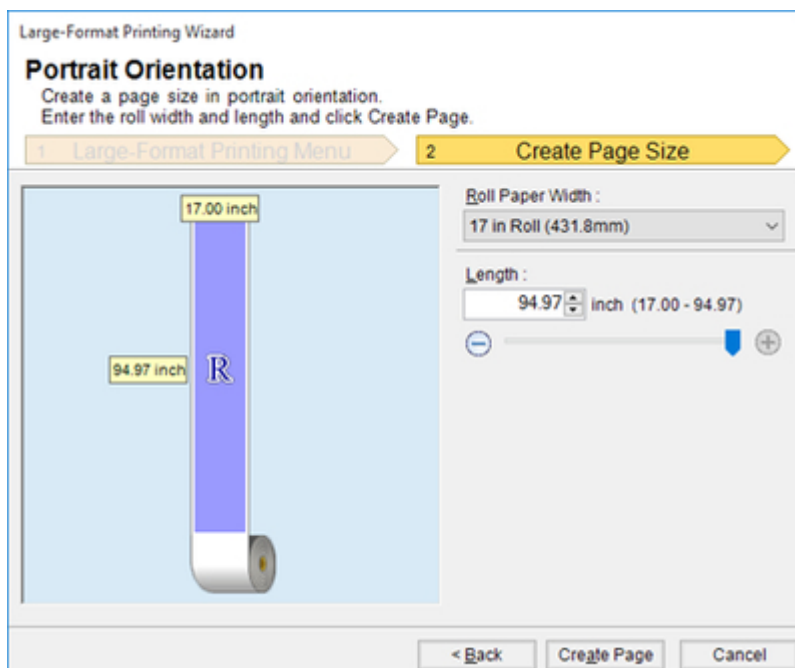 Large-Format Printing Wizard
Portrait Orientation
Create a page size in portrait orientation.
Enter the roll width and length and click Create Page.
1 Large-Format Printing Menu
2 Create Page Size
17.00 inch
94.97 inch
R
Roll Paper Width :
17 in Roll (431.8mm)
Length :
94.97 inch (17.00 - 94.97)
< Back
Create Page
Cancel